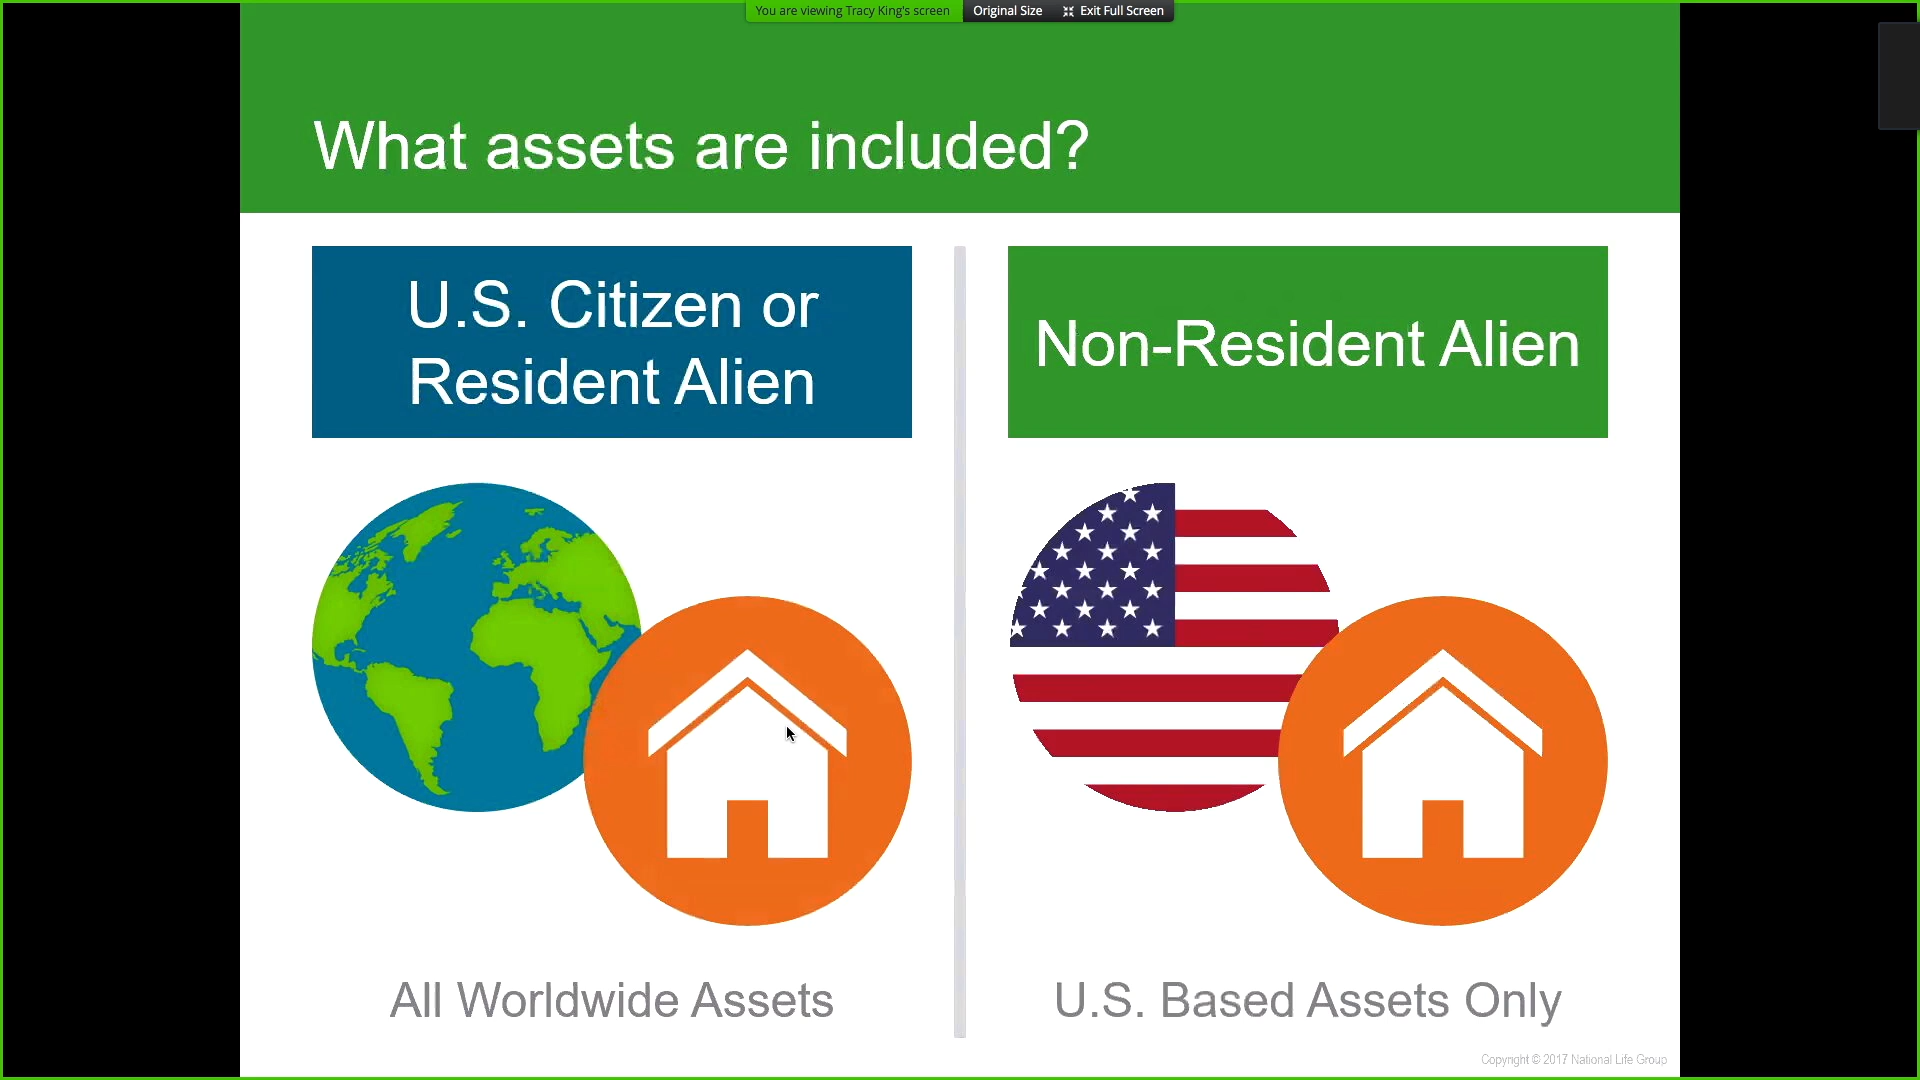 You are viewing Tracy King's screen Original Size Exit Full Screen
What assets are included?
U.S. Citizen or
Resident Alien
Non-Resident Alien
All Worldwide Assets
U.S. Based Assets Only
Copyright © 2017 National Life Group